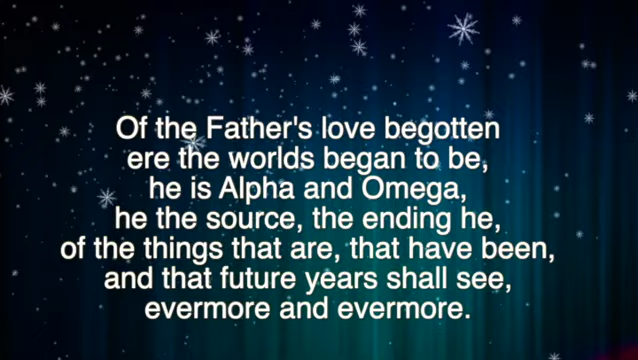 Of the Father's love begotten
ere the worlds began to be,
he is Alpha and Omega,
he the source, the ending he,
of the things that are, that have been,
and that future years shall see,
evermore and evermore.